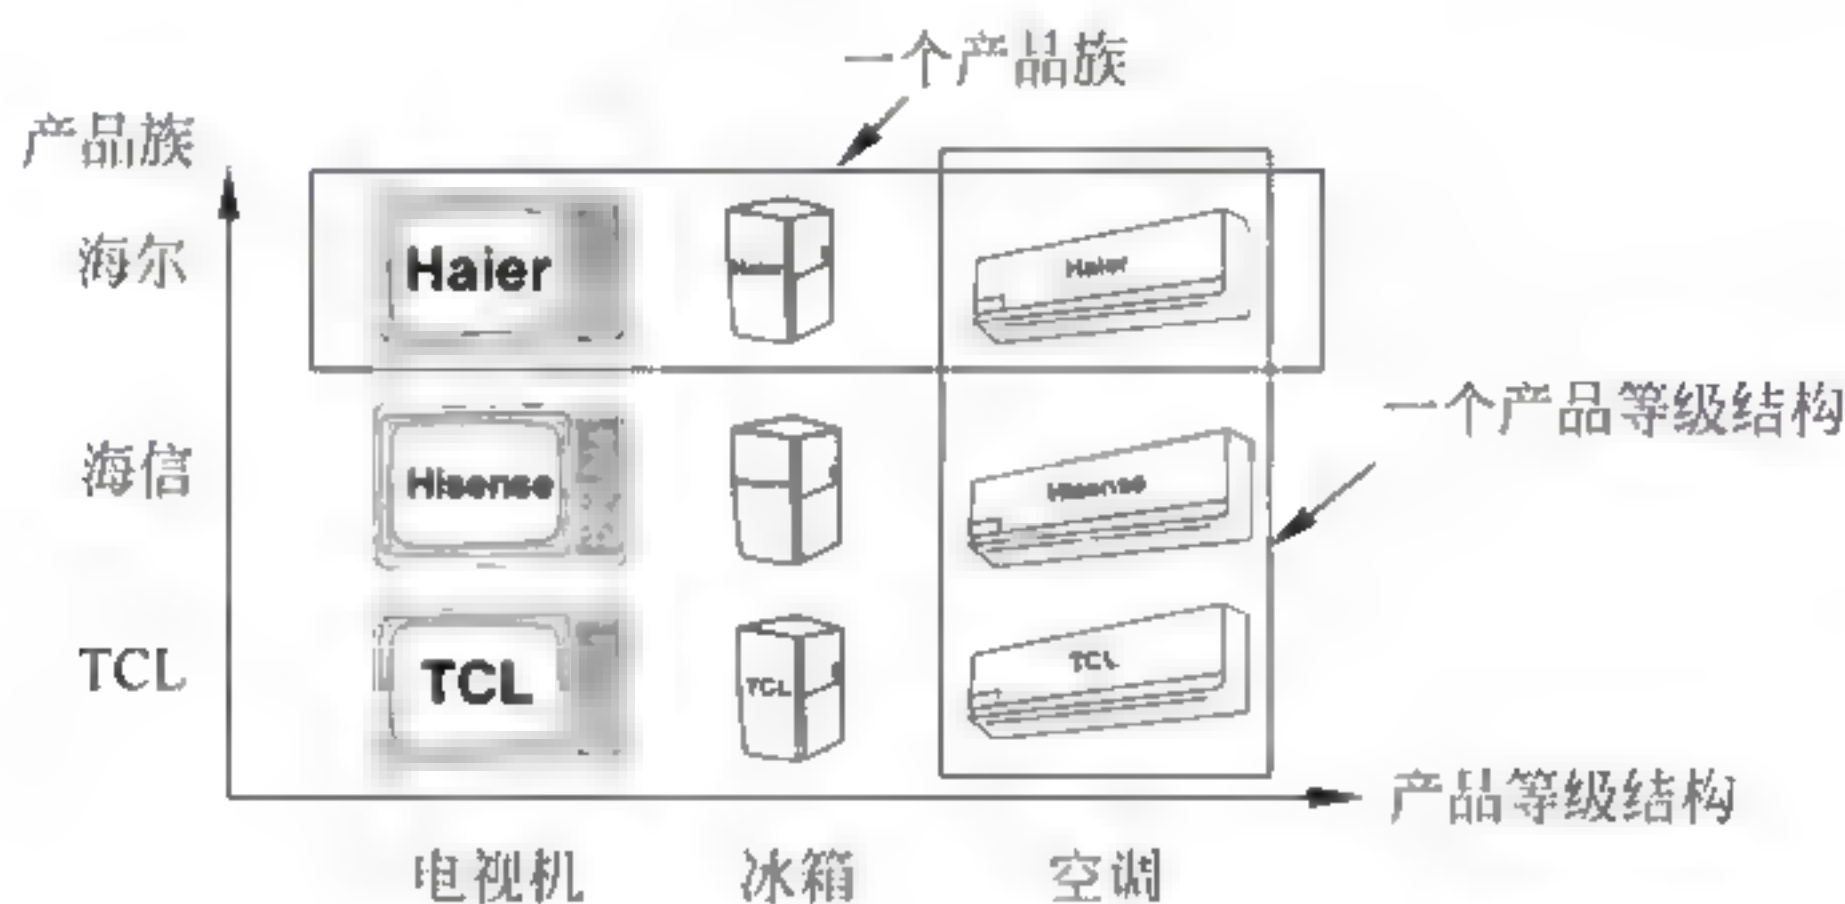 一个产品族
产品族
海尔
Haier
Haier
一个产品等级结构
海信
Hisense
Hisense
TCL
TCL
TCL
TCL
产品等级结构
电视机
冰箱
空调